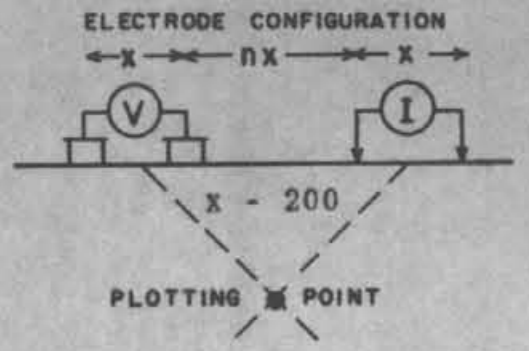 ELECTRODE CONFIGURATION
x nx x
V I
x - 200
PLOTTING POINT